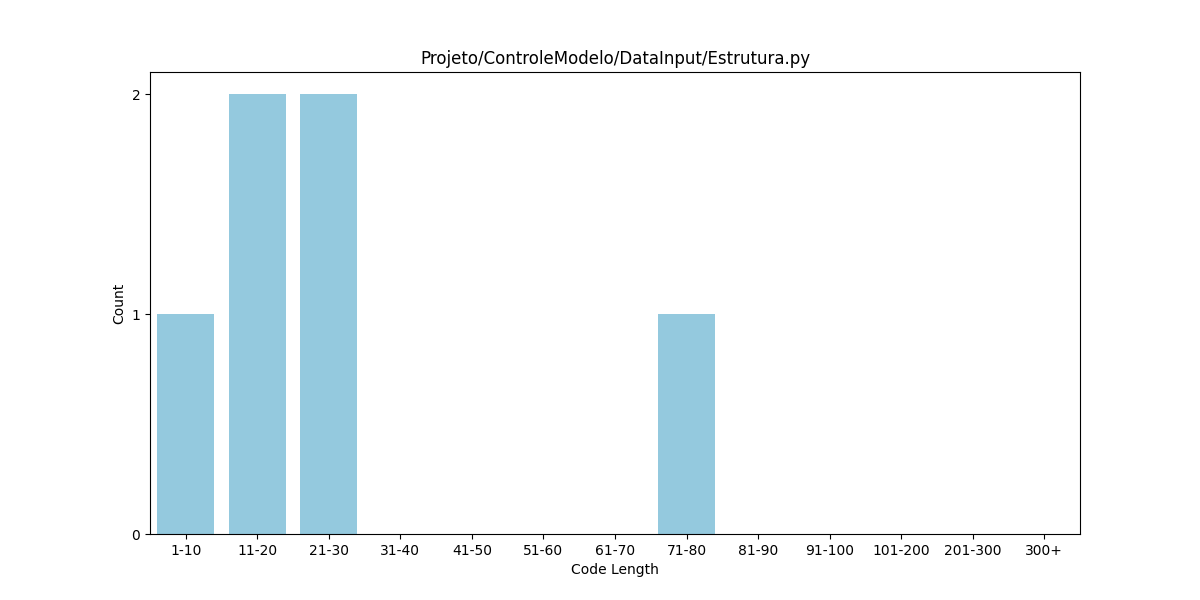 Projeto/ControleModelo/DataInput/Estrutura.py
2
1
0
Count
1-10 11-20 21-30 31-40 41-50 51-60 61-70 71-80 81-90 91-100 101-200 201-300 300+
Code Length